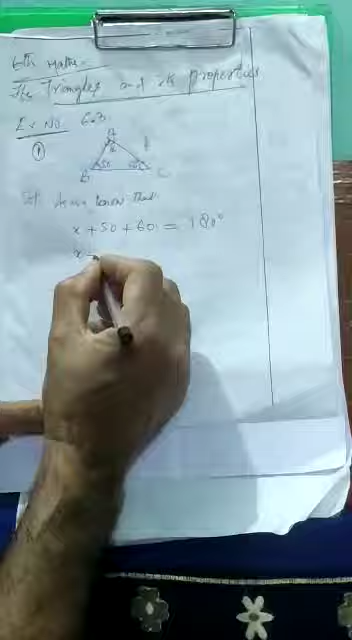 6th maths
The Triangles and its properties
Ex No. 6.3
①
A
x
50 60
B C
we know that
x + 50 + 60 = 180°
x